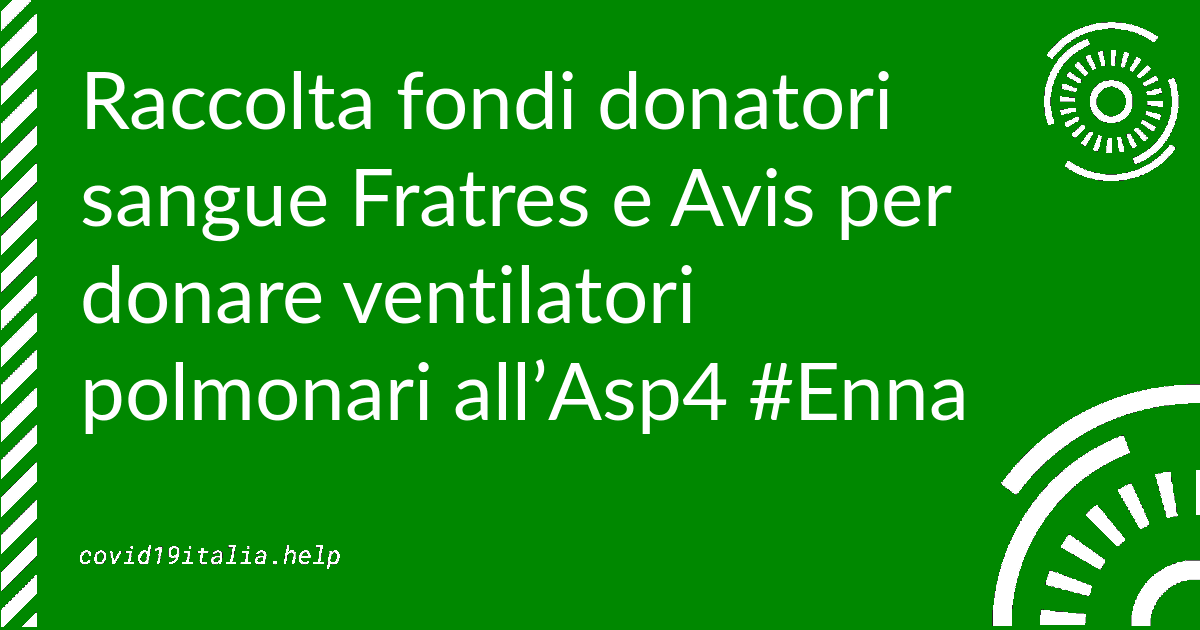 Raccolta fondi donatori
sangue Fratres e Avis per
donare ventilatori
polmonari all’Asp4 #Enna
covid19italia.help